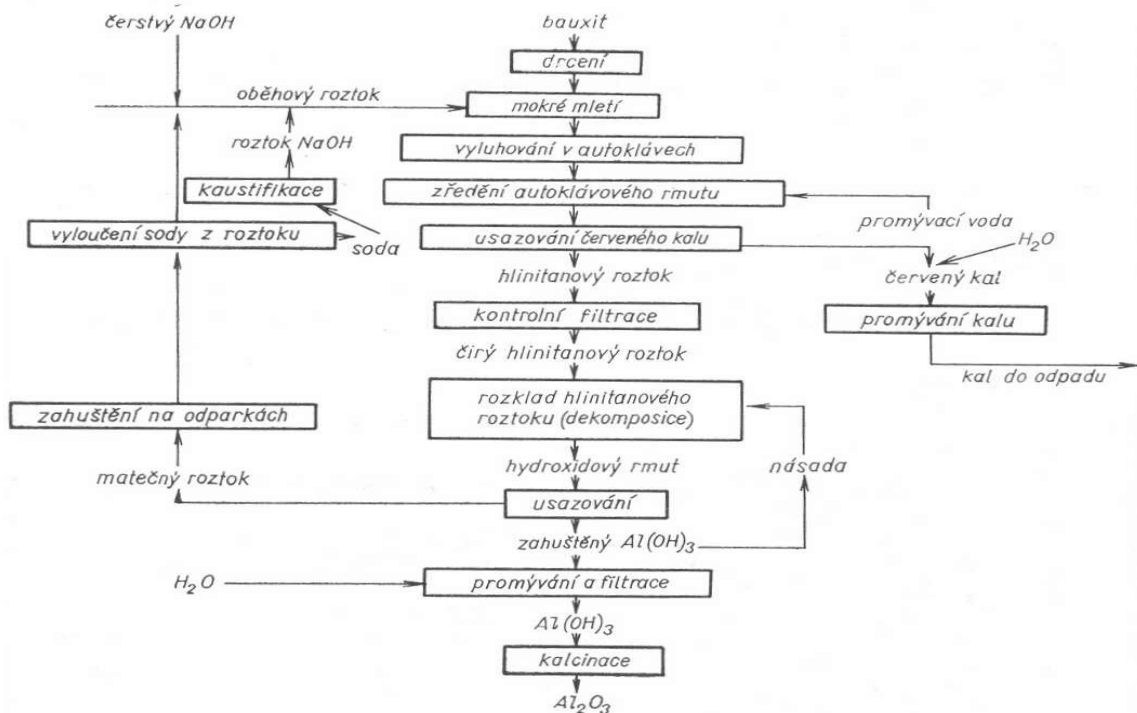 čerstvý NaOH
bauxit
drcení
oběhový roztok
mokré mletí
roztok NaOH
vyluhování v autoklávech
kaustifikace
zředění autoklávového rmutu
promývací voda
vyloučení sody z roztoku
soda
usazování červeného kalu
H₂O
hlinitanový roztok
červený kal
kontrolní filtrace
promývání kalu
čirý hlinitanový roztok
kal do odpadu
zahuštění na odparkách
rozklad hlinitanového
roztoku (dekomposice)
matečný roztok
hydroxidový rmut
násada
usazování
zahuštěný Al(OH)₃
H₂O
promývání a filtrace
Al(OH)₃
kalcinace
Al₂O₃